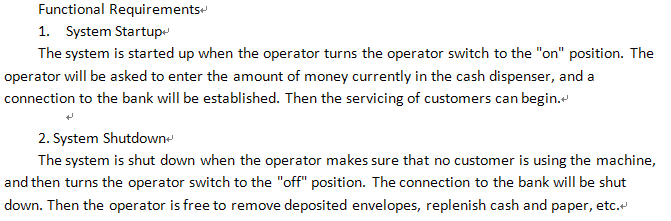 Functional Requirements
1. System Startup
The system is started up when the operator turns the operator switch to the "on" position. The
operator will be asked to enter the amount of money currently in the cash dispenser, and a
connection to the bank will be established. Then the servicing of customers can begin.
2. System Shutdown
The system is shut down when the operator makes sure that no customer is using the machine,
and then turns the operator switch to the "off" position. The connection to the bank will be shut
down. Then the operator is free to remove deposited envelopes, replenish cash and paper, etc.